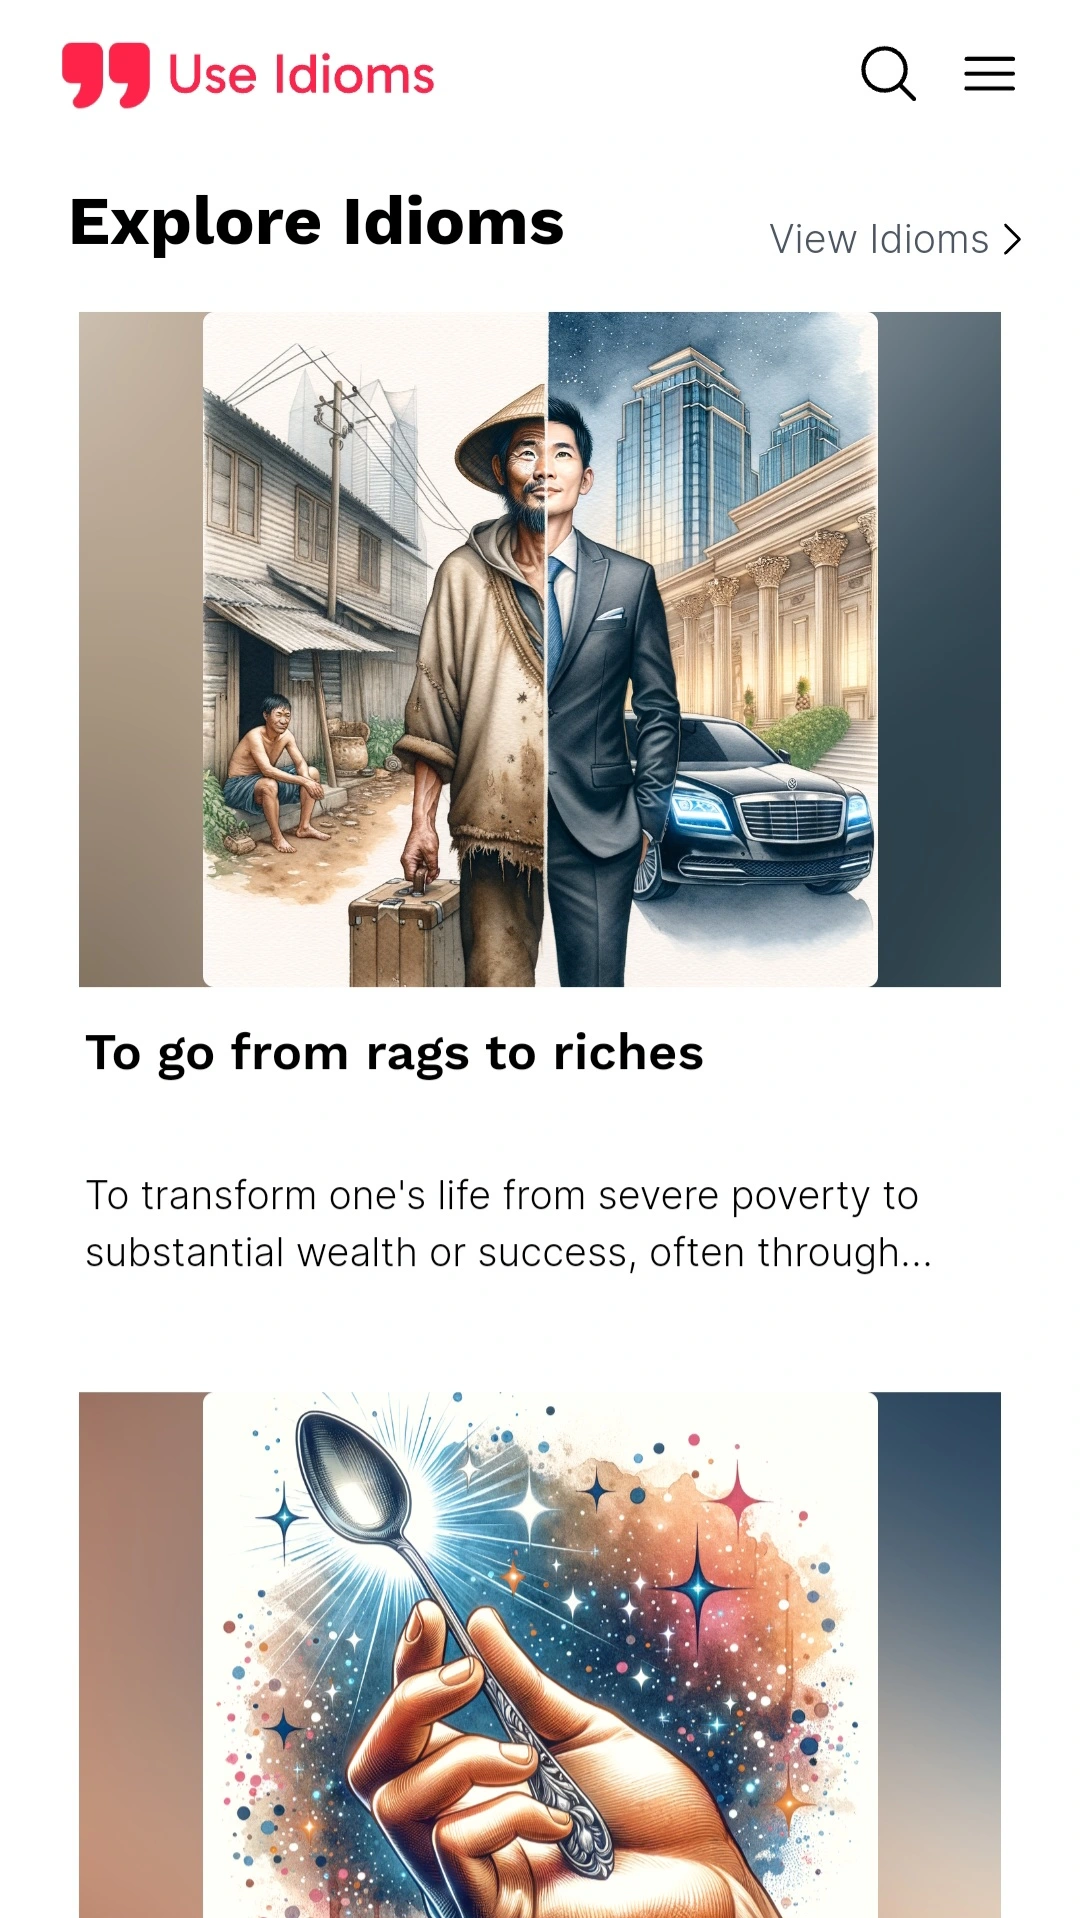 Use Idioms
Explore Idioms
View Idioms
To go from rags to riches
To transform one's life from severe poverty to
substantial wealth or success, often through...